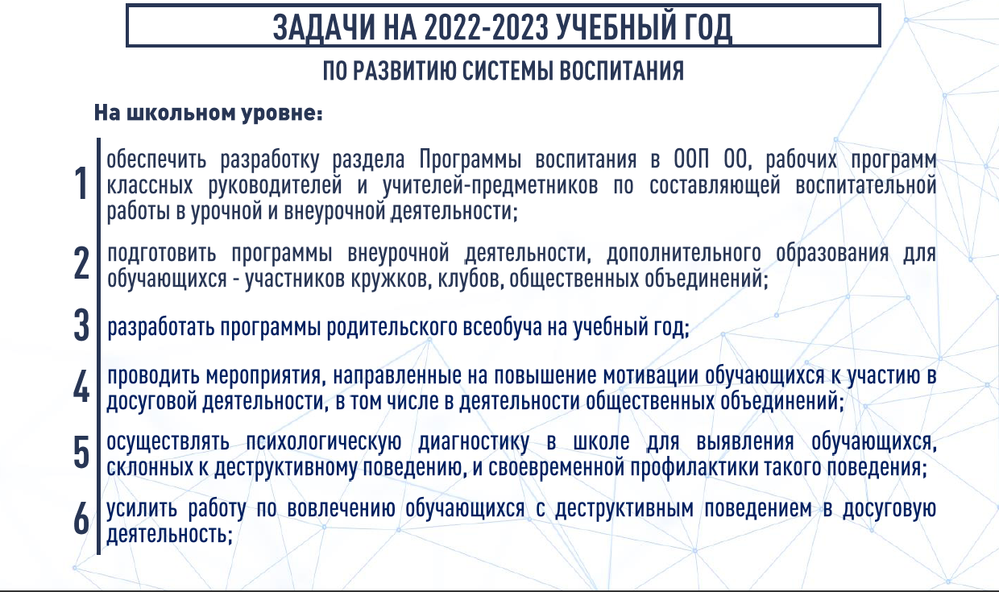 ЗАДАЧИ НА 2022-2023 УЧЕБНЫЙ ГОД
ПО РАЗВИТИЮ СИСТЕМЫ ВОСПИТАНИЯ
На школьном уровне:
1
обеспечить разработку раздела Программы воспитания в ООП ОО, рабочих программ
классных руководителей и учителей-предметников по составляющей воспитательной
работы в урочной и внеурочной деятельности;
2
подготовить программы внеурочной деятельности, дополнительного образования для
обучающихся - участников кружков, клубов, общественных объединений;
3
разработать программы родительского всеобуча на учебный год;
4
проводить мероприятия, направленные на повышение мотивации обучающихся к участию в
досуговой деятельности, в том числе в деятельности общественных объединений;
5
осуществлять психологическую диагностику в школе для выявления обучающихся,
склонных к деструктивному поведению, и своевременной профилактики такого поведения;
6
усилить работу по вовлечению обучающихся с деструктивным поведением в досуговую
деятельность;